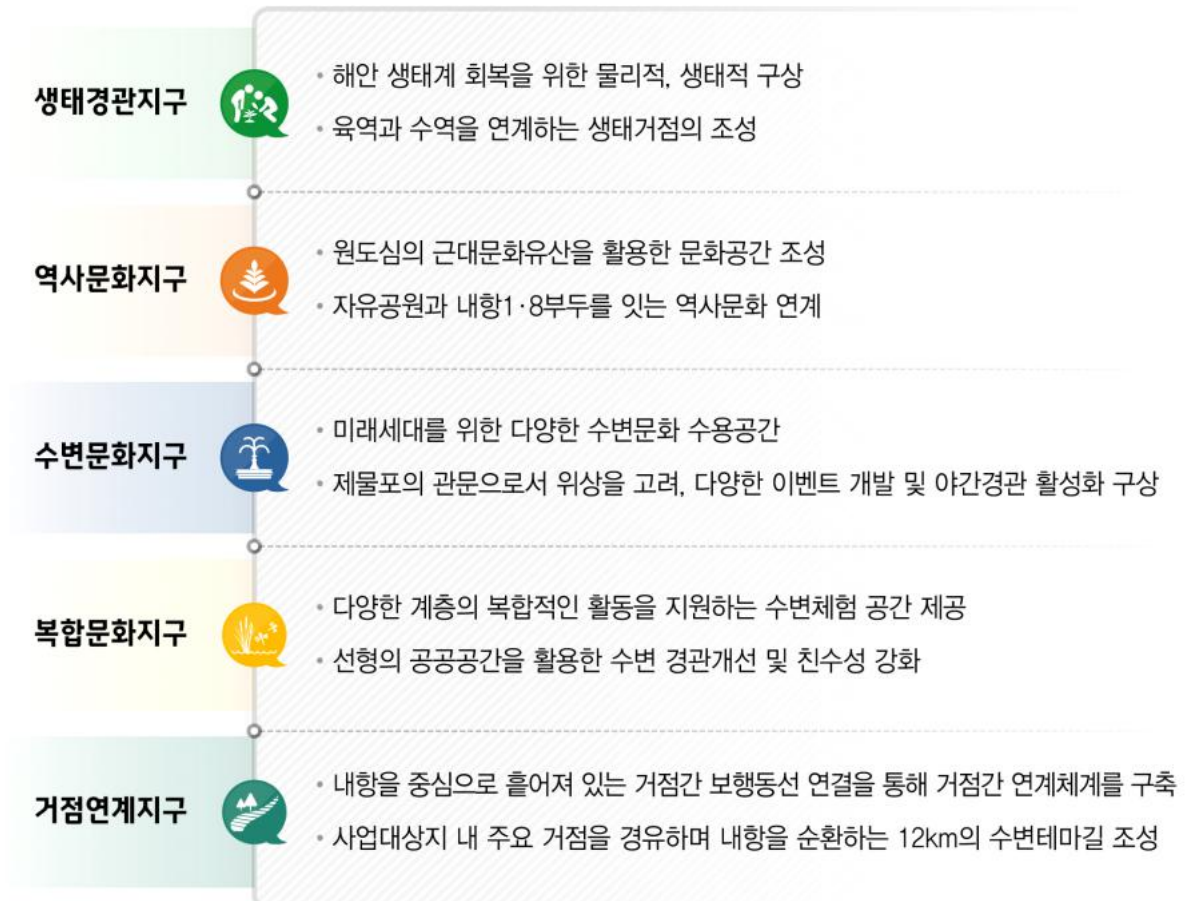 생태경관지구
• 해안 생태계 회복을 위한 물리적, 생태적 구상
• 육역과 수역을 연계하는 생태거점의 조성
역사문화지구
• 원도심의 근대문화유산을 활용한 문화공간 조성
• 자유공원과 내항1·8부두를 잇는 역사문화 연계
수변문화지구
• 미래세대를 위한 다양한 수변문화 수용공간
• 제물포의 관문으로서 위상을 고려, 다양한 이벤트 개발 및 야간경관 활성화 구상
복합문화지구
• 다양한 계층의 복합적인 활동을 지원하는 수변체험 공간 제공
• 선형의 공공공간을 활용한 수변 경관개선 및 친수성 강화
거점연계지구
• 내항을 중심으로 흩어져 있는 거점간 보행동선 연결을 통해 거점간 연계체계를 구축
• 사업대상지 내 주요 거점을 경유하며 내항을 순환하는 12km의 수변테마길 조성